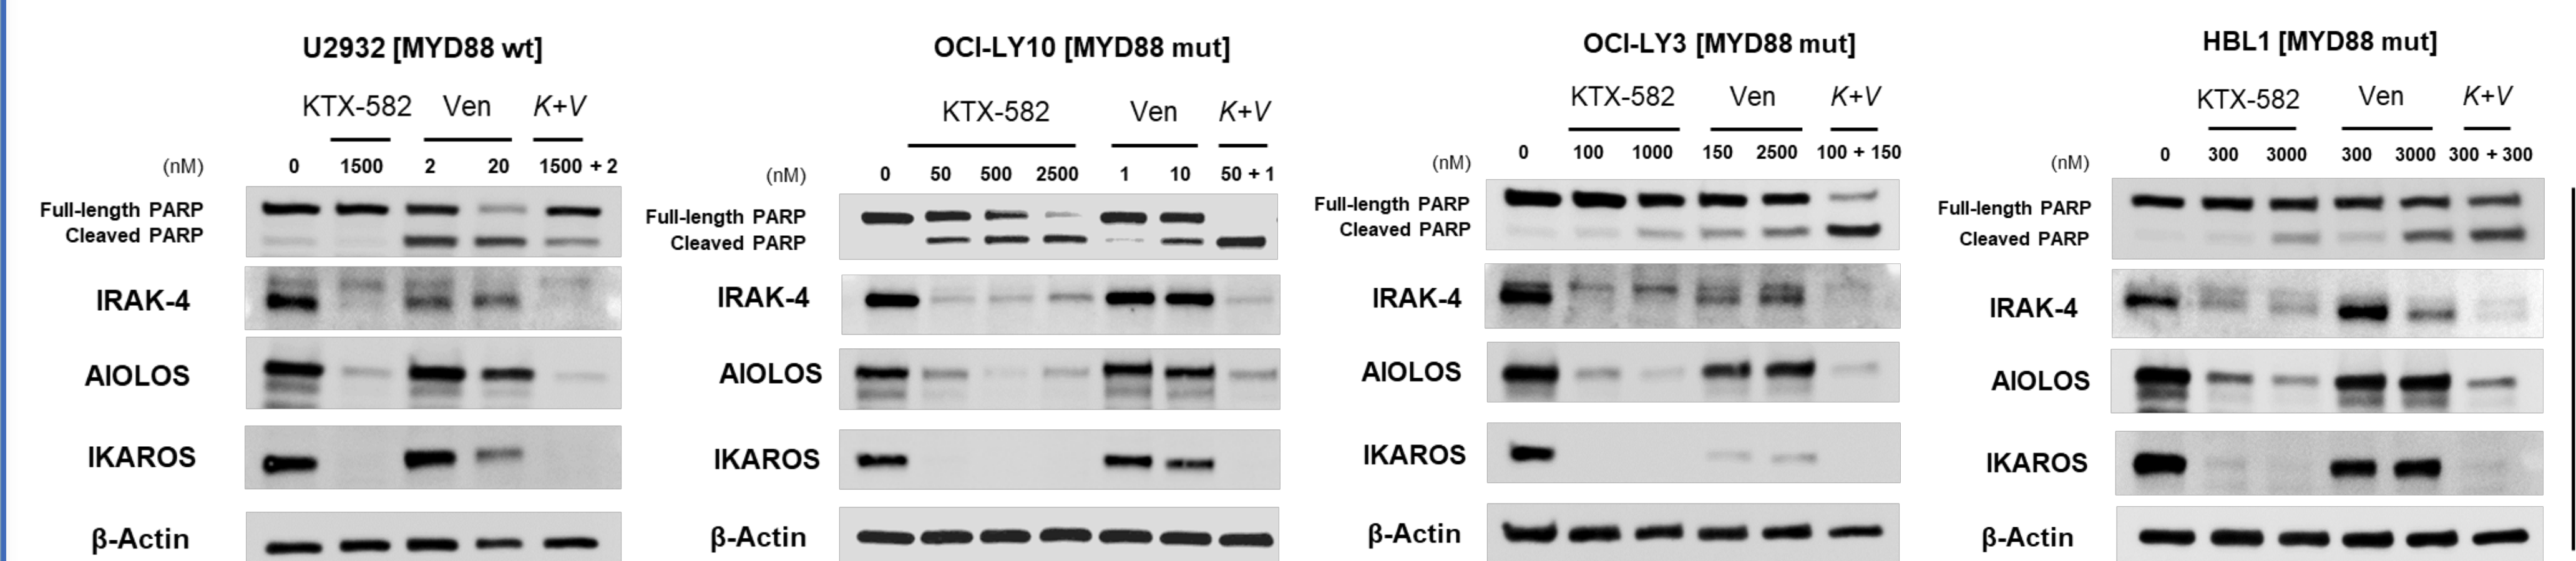 U2932 [MYD88 wt]
KTX-582 Ven K+V
(nM) 0 1500 2 20 1500 + 2
Full-length PARP
Cleaved PARP
IRAK-4
AIOLOS
IKAROS
β-Actin
OCI-LY10 [MYD88 mut]
KTX-582 Ven K+V
(nM) 0 50 500 2500 1 10 50 + 1
Full-length PARP
Cleaved PARP
IRAK-4
AIOLOS
IKAROS
β-Actin
OCI-LY3 [MYD88 mut]
KTX-582 Ven K+V
(nM) 0 100 1000 150 2500 100 + 150
Full-length PARP
Cleaved PARP
IRAK-4
AIOLOS
IKAROS
β-Actin
HBL1 [MYD88 mut]
KTX-582 Ven K+V
(nM) 0 300 3000 300 3000 300 + 300
Full-length PARP
Cleaved PARP
IRAK-4
AIOLOS
IKAROS
β-Actin